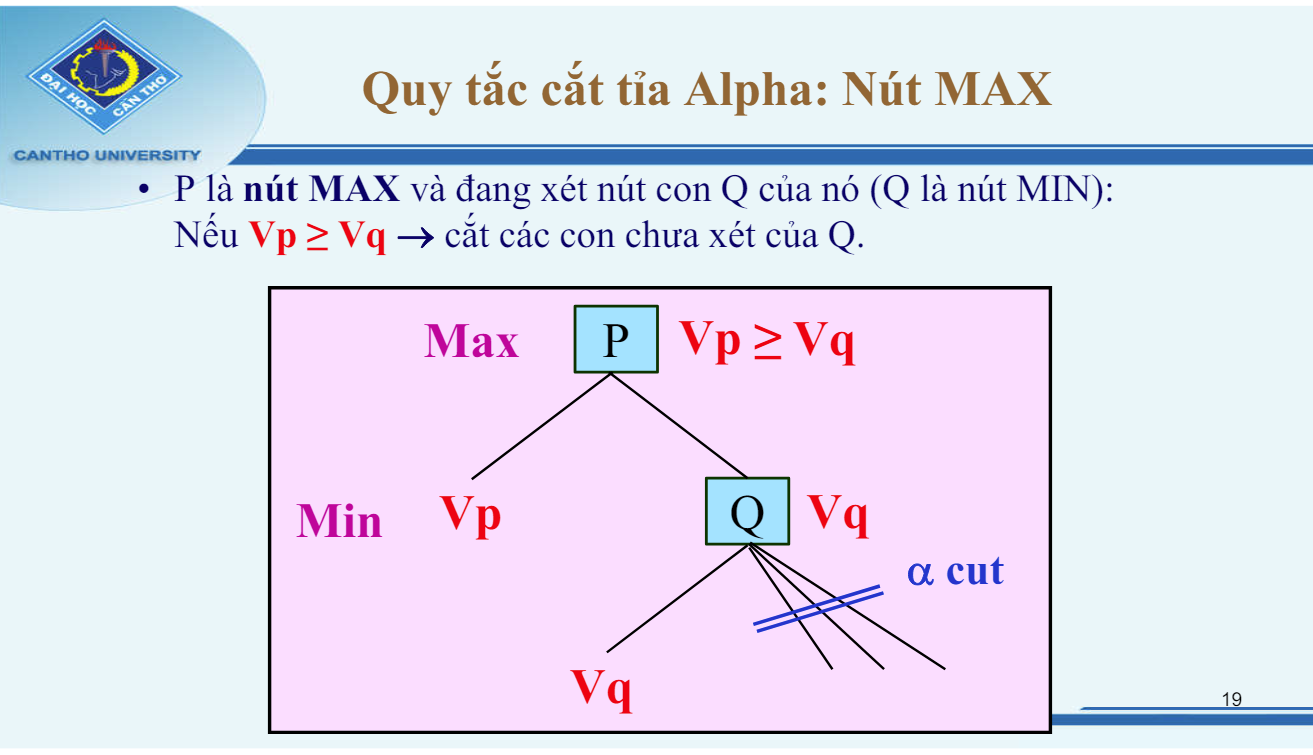 ĐẠI HỌC CẦN THƠ
CANTHO UNIVERSITY
Quy tắc cắt tỉa Alpha: Nút MAX
• P là nút MAX và đang xét nút con Q của nó (Q là nút MIN):
Nếu Vp ≥ Vq → cắt các con chưa xét của Q.
Max P Vp ≥ Vq
Min Vp Q Vq
α cut
Vq
19